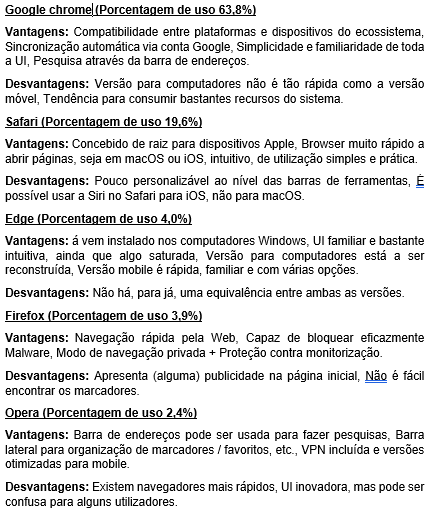 Google chrome (Porcentagem de uso 63,8%)
Vantagens: Compatibilidade entre plataformas e dispositivos do ecossistema,
Sincronização automática via conta Google, Simplicidade e familiaridade de toda
a UI, Pesquisa através da barra de endereços.
Desvantagens: Versão para computadores não é tão rápida como a versão
móvel, Tendência para consumir bastantes recursos do sistema.
Safari (Porcentagem de uso 19,6%)
Vantagens: Concebido de raiz para dispositivos Apple, Browser muito rápido a
abrir páginas, seja em macOS ou iOS, intuitivo, de utilização simples e prática.
Desvantagens: Pouco personalizável ao nível das barras de ferramentas, É
possível usar a Siri no Safari para iOS, não para macOS.
Edge (Porcentagem de uso 4,0%)
Vantagens: á vem instalado nos computadores Windows, UI familiar e bastante
intuitiva, ainda que algo saturada, Versão para computadores está a ser
reconstruída, Versão mobile é rápida, familiar e com várias opções.
Desvantagens: Não há, para já, uma equivalência entre ambas as versões.
Firefox (Porcentagem de uso 3,9%)
Vantagens: Navegação rápida pela Web, Capaz de bloquear eficazmente
Malware, Modo de navegação privada + Proteção contra monitorização.
Desvantagens: Apresenta (alguma) publicidade na página inicial, Não é fácil
encontrar os marcadores.
Opera (Porcentagem de uso 2,4%)
Vantagens: Barra de endereços pode ser usada para fazer pesquisas, Barra
lateral para organização de marcadores / favoritos, etc., VPN incluída e versões
otimizadas para mobile.
Desvantagens: Existem navegadores mais rápidos, UI inovadora, mas pode ser
confusa para alguns utilizadores.